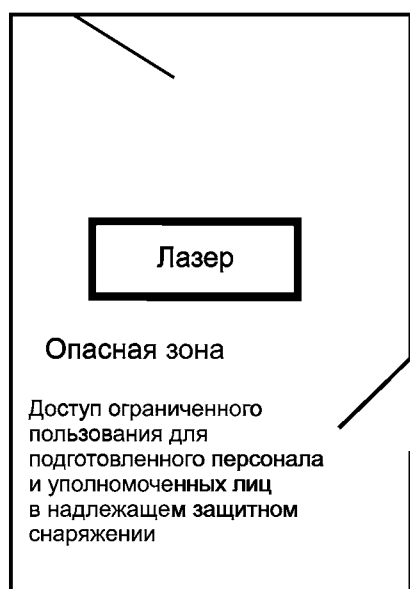 Лазер
Опасная зона
Доступ ограниченного
пользования для
подготовленного персонала
и уполномоченных лиц
в надлежащем защитном
снаряжении